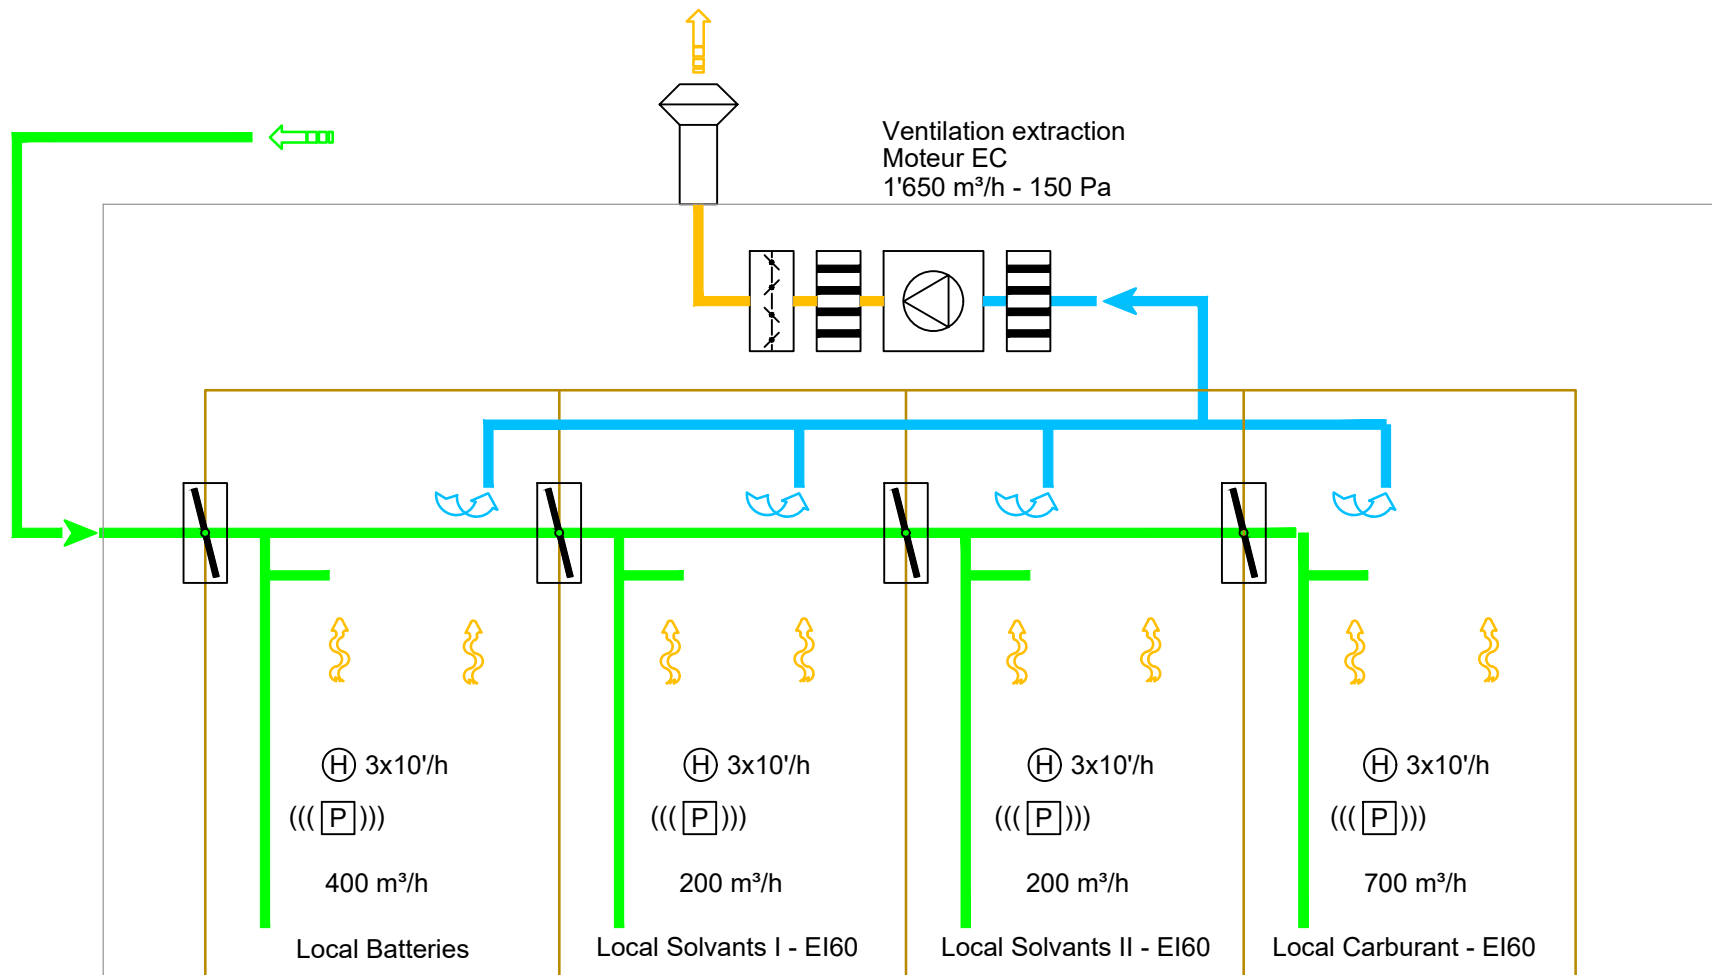 Ventilation extraction
Moteur EC
1'650 m³/h - 150 Pa
H 3x10'/h
((( P )))
400 m³/h
Local Batteries
H 3x10'/h
((( P )))
200 m³/h
Local Solvants I - EI60
H 3x10'/h
((( P )))
200 m³/h
Local Solvants II - EI60
H 3x10'/h
((( P )))
700 m³/h
Local Carburant - EI60